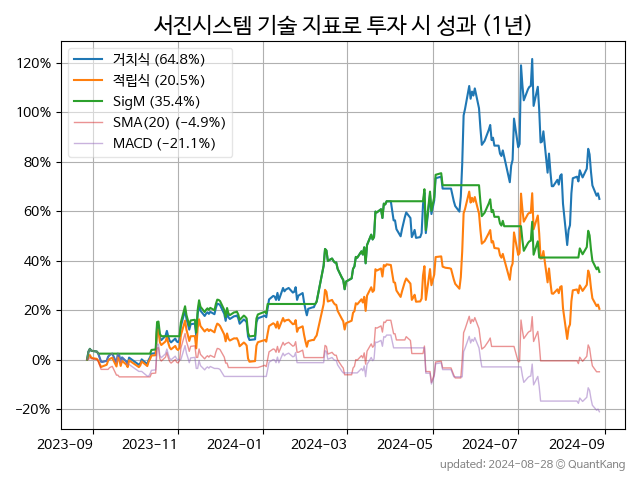 서진시스템 기술 지표로 투자 시 성과 (1년)
거치식 (64.8%)
적립식 (20.5%)
SigM (35.4%)
SMA(20) (−4.9%)
MACD (−21.1%)
120%
100%
80%
60%
40%
20%
0%
−20%
2023-09 2023-11 2024-01 2024-03 2024-05 2024-07 2024-09
updated: 2024-08-28 @ QuantKang